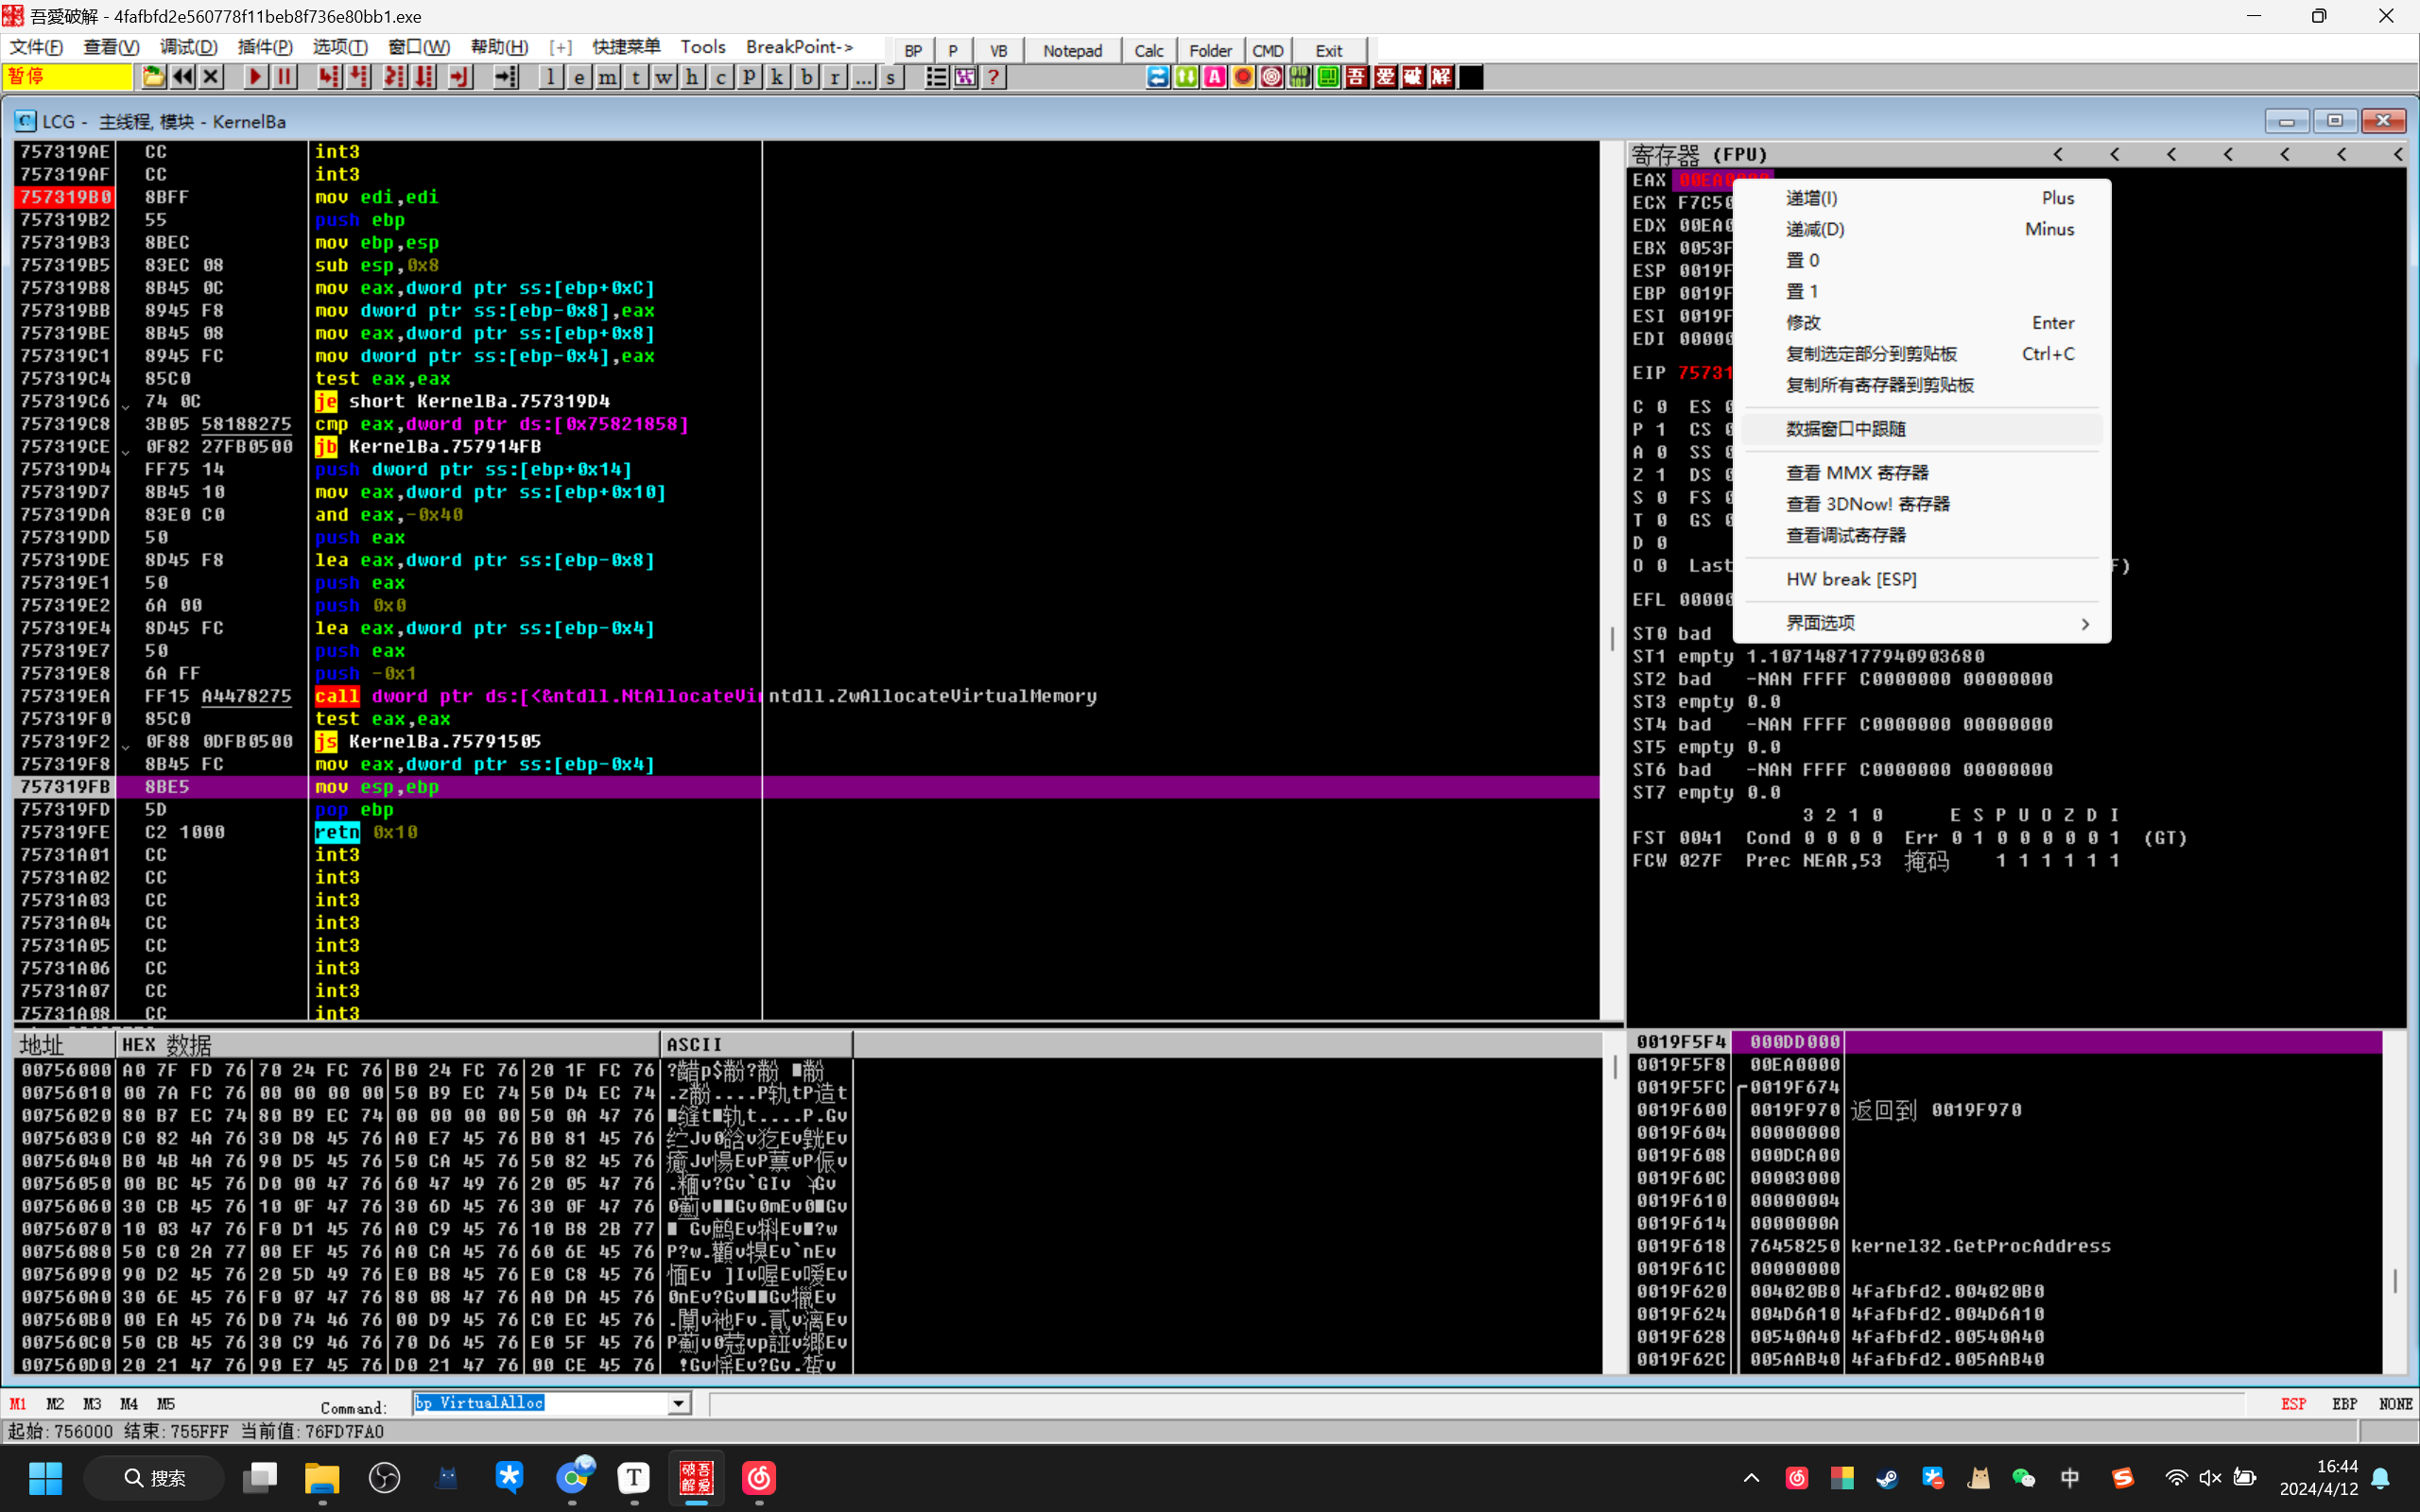 吾愛破解 - 4fafbfd2e560778f11beb8f736e80bb1.exe
文件(F) 查看(V) 调试(D) 插件(P) 选项(T) 窗口(W) 帮助(H) [+] 快捷菜单 Tools BreakPoint-> BP P VB Notepad Calc Folder CMD Exit
暂停 l e m t w h c p k b r ... s ? 吾 爱 破 解
LCG - 主线程, 模块 - KernelBa
757319AE CC int3
757319AF CC int3
757319B0 8BFF mov edi,edi
757319B2 55 push ebp
757319B3 8BEC mov ebp,esp
757319B5 83EC 08 sub esp,0x8
757319B8 8B45 0C mov eax,dword ptr ss:[ebp+0xC]
757319BB 8945 F8 mov dword ptr ss:[ebp-0x8],eax
757319BE 8B45 08 mov eax,dword ptr ss:[ebp+0x8]
757319C1 8945 FC mov dword ptr ss:[ebp-0x4],eax
757319C4 85C0 test eax,eax
757319C6 74 0C je short KernelBa.757319D4
757319C8 3B05 58188275 cmp eax,dword ptr ds:[0x75821858]
757319CE 0F82 27FB0500 jb KernelBa.757914FB
757319D4 FF75 14 push dword ptr ss:[ebp+0x14]
757319D7 8B45 10 mov eax,dword ptr ss:[ebp+0x10]
757319DA 83E0 C0 and eax,-0x40
757319DD 50 push eax
757319DE 8D45 F8 lea eax,dword ptr ss:[ebp-0x8]
757319E1 50 push eax
757319E2 6A 00 push 0x0
757319E4 8D45 FC lea eax,dword ptr ss:[ebp-0x4]
757319E7 50 push eax
757319E8 6A FF push -0x1
757319EA FF15 A4478275 call dword ptr ds:[<&ntdll.NtAllocateVi ntdll.ZwAllocateVirtualMemory
757319F0 85C0 test eax,eax
757319F2 0F88 0DFB0500 js KernelBa.75791505
757319F8 8B45 FC mov eax,dword ptr ss:[ebp-0x4]
757319FB 8BE5 mov esp,ebp
757319FD 5D pop ebp
757319FE C2 1000 retn 0x10
75731A01 CC int3
75731A02 CC int3
75731A03 CC int3
75731A04 CC int3
75731A05 CC int3
75731A06 CC int3
75731A07 CC int3
75731A08 CC int3
寄存器 (FPU) < < < < < < <
EAX 00EA0000
ECX F7C50
EDX 00EA0
EBX 0053F
ESP 0019F
EBP 0019F
ESI 0019F
EDI 00000
EIP 75731
C 0 ES 0
P 1 CS 0
A 0 SS 0
Z 1 DS 0
S 0 FS 0
T 0 GS 0
D 0
O 0 Last F)
EFL 00000
ST0 bad
ST1 empty 1.1071487177940903680
ST2 bad -NAN FFFF C0000000 00000000
ST3 empty 0.0
ST4 bad -NAN FFFF C0000000 00000000
ST5 empty 0.0
ST6 bad -NAN FFFF C0000000 00000000
ST7 empty 0.0
3 2 1 0 E S P U O Z D I
FST 0041 Cond 0 0 0 0 Err 0 1 0 0 0 0 0 1 (GT)
FCW 027F Prec NEAR,53 掩码 1 1 1 1 1 1
递增(I) Plus
递减(D) Minus
置 0
置 1
修改 Enter
复制选定部分到剪贴板 Ctrl+C
复制所有寄存器到剪贴板
数据窗口中跟随
查看 MMX 寄存器
查看 3DNow! 寄存器
查看调试寄存器
HW break [ESP]
界面选项 >
地址 HEX 数据 ASCII
00756000 A0 7F FD 76 70 24 FC 76 B0 24 FC 76 20 1F FC 76
00756010 00 7A FC 76 00 00 00 00 50 B9 EC 74 50 D4 EC 74
00756020 80 B7 EC 74 80 B9 EC 74 00 00 00 00 50 0A 47 76
00756030 C0 82 4A 76 30 D8 45 76 A0 E7 45 76 B0 81 45 76
00756040 B0 4B 4A 76 90 D5 45 76 50 CA 45 76 50 82 45 76
00756050 00 BC 45 76 D0 00 47 76 60 47 49 76 20 05 47 76
00756060 30 CB 45 76 10 0F 47 76 30 6D 45 76 30 0F 47 76
00756070 10 03 47 76 F0 D1 45 76 A0 C9 45 76 10 B8 2B 77
00756080 50 C0 2A 77 00 EF 45 76 A0 CA 45 76 60 6E 45 76
00756090 90 D2 45 76 20 5D 49 76 E0 B8 45 76 E0 C8 45 76
007560A0 30 6E 45 76 F0 07 47 76 80 08 47 76 A0 DA 45 76
007560B0 00 EA 45 76 D0 74 46 76 00 D9 45 76 C0 EC 45 76
007560C0 50 CB 45 76 30 C9 46 76 70 D6 45 76 E0 5F 45 76
007560D0 20 21 47 76 90 E7 45 76 D0 21 47 76 00 CE 45 76
0019F5F4 000DD000
0019F5F8 00EA0000
0019F5FC 0019F674
0019F600 0019F970 返回到 0019F970
0019F604 00000000
0019F608 000DCA00
0019F60C 00003000
0019F610 00000004
0019F614 0000000A
0019F618 76458250 kernel32.GetProcAddress
0019F61C 00000000
0019F620 004020B0 4fafbfd2.004020B0
0019F624 004D6A10 4fafbfd2.004D6A10
0019F628 00540A40 4fafbfd2.00540A40
0019F62C 005AAB40 4fafbfd2.005AAB40
M1 M2 M3 M4 M5 Command: bp VirtualAlloc ESP EBP NONE
起始:756000 结束:755FFF 当前值:76FD7FA0
搜索
中
16:44
2024/4/12